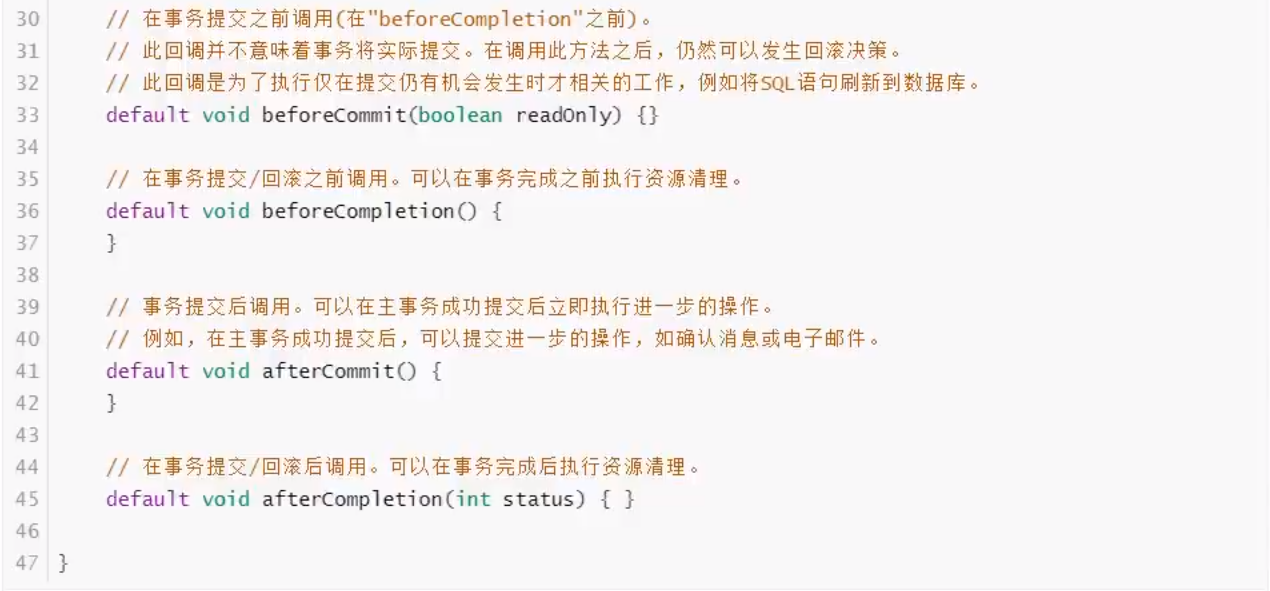 30 // 在事务提交之前调用(在"beforeCompletion"之前)。
31 // 此回调并不意味着事务将实际提交。在调用此方法之后，仍然可以发生回滚决策。
32 // 此回调是为了执行仅在提交仍有机会发生时才相关的工作，例如将SQL语句刷新到数据库。
33 default void beforeCommit(boolean readOnly) {}
34
35 // 在事务提交/回滚之前调用。可以在事务完成之前执行资源清理。
36 default void beforeCompletion() {
37 }
38
39 // 事务提交后调用。可以在主事务成功提交后立即执行进一步的操作。
40 // 例如，在主事务成功提交后，可以提交进一步的操作，如确认消息或电子邮件。
41 default void afterCommit() {
42 }
43
44 // 在事务提交/回滚后调用。可以在事务完成后执行资源清理。
45 default void afterCompletion(int status) { }
46
47 }